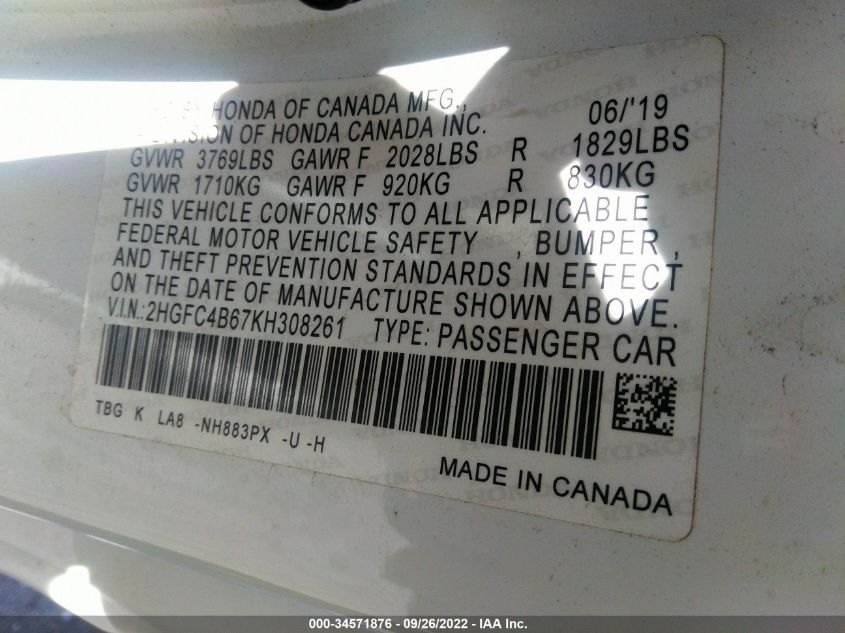 BY HONDA OF CANADA MFG., 06/'19
DIVISION OF HONDA CANADA INC.
GVWR 3769LBS GAWR F 2028LBS R 1829LBS
GVWR 1710KG GAWR F 920KG R 830KG
THIS VEHICLE CONFORMS TO ALL APPLICABLE
FEDERAL MOTOR VEHICLE SAFETY , BUMPER ,
AND THEFT PREVENTION STANDARDS IN EFFECT
ON THE DATE OF MANUFACTURE SHOWN ABOVE.
V.I.N.:2HGFC4B67KH308261 TYPE: PASSENGER CAR
TBG K LA8 -NH883PX -U -H
MADE IN CANADA
000-34571876 / 09/26/2022 - IAA Inc.